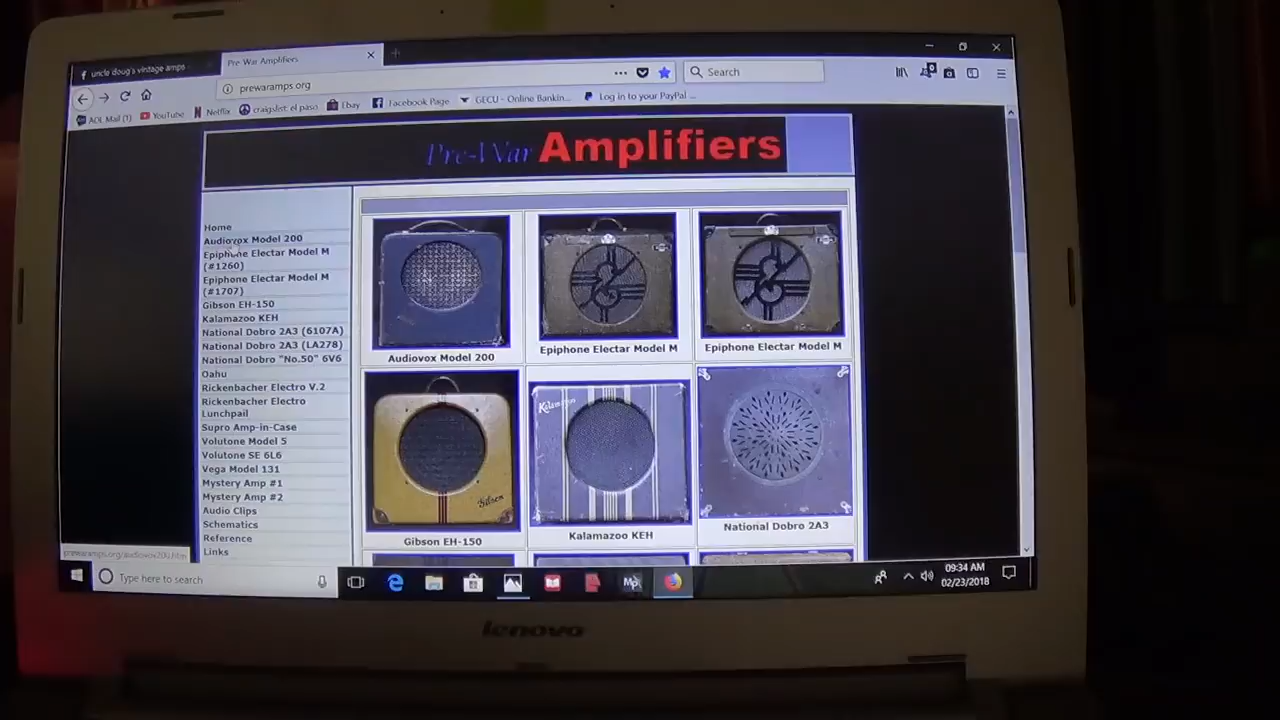 uncle doug's vintage amps
Pre War Amplifiers
prewaramps.org
Search
AOL Mail (1)
YouTube
Netflix
craigslist: el paso
Ebay
Facebook Page
GECU - Online Bankin...
Log in to your PayPal ...
Pre-War Amplifiers
Home
Audiovox Model 200
Epiphone Electar Model M
(#1260)
Epiphone Electar Model M
(#1707)
Gibson EH-150
Kalamazoo KEH
National Dobro 2A3 (6107A)
National Dobro 2A3 (LA278)
National Dobro "No.50" 6V6
Oahu
Rickenbacher Electro V.2
Rickenbacher Electro
Lunchpail
Supro Amp-in-Case
Volutone Model 5
Volutone SE 6L6
Vega Model 131
Mystery Amp #1
Mystery Amp #2
Audio Clips
Schematics
Reference
Links
Audiovox Model 200
Epiphone Electar Model M
Epiphone Electar Model M
Gibson
Gibson EH-150
Kalamazoo
Kalamazoo KEH
National Dobro 2A3
prewaramps.org/audiovox200.htm
Type here to search
Mp
09:34 AM
02/23/2018
lenovo